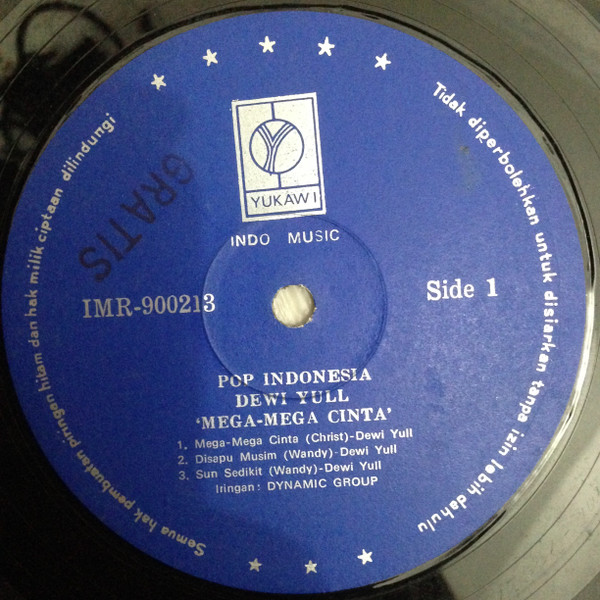 YUKAWI
INDO MUSIC
GRATIS
IMR-900213
Side 1
POP INDONESIA
DEWI YULL
'MEGA-MEGA CINTA'
1. Mega-Mega Cinta (Christ)-Dewi Yull
2. Disapu Musim (Wandy)-Dewi Yull
3. Sun Sedikit (Wandy)-Dewi Yull
Iringan: DYNAMIC GROUP
Semua hak pembuatan piringan hitam dan hak milik ciptaan dilindungi
Tidak diperbolehkan untuk disiarkan tanpa izin lebih dahulu